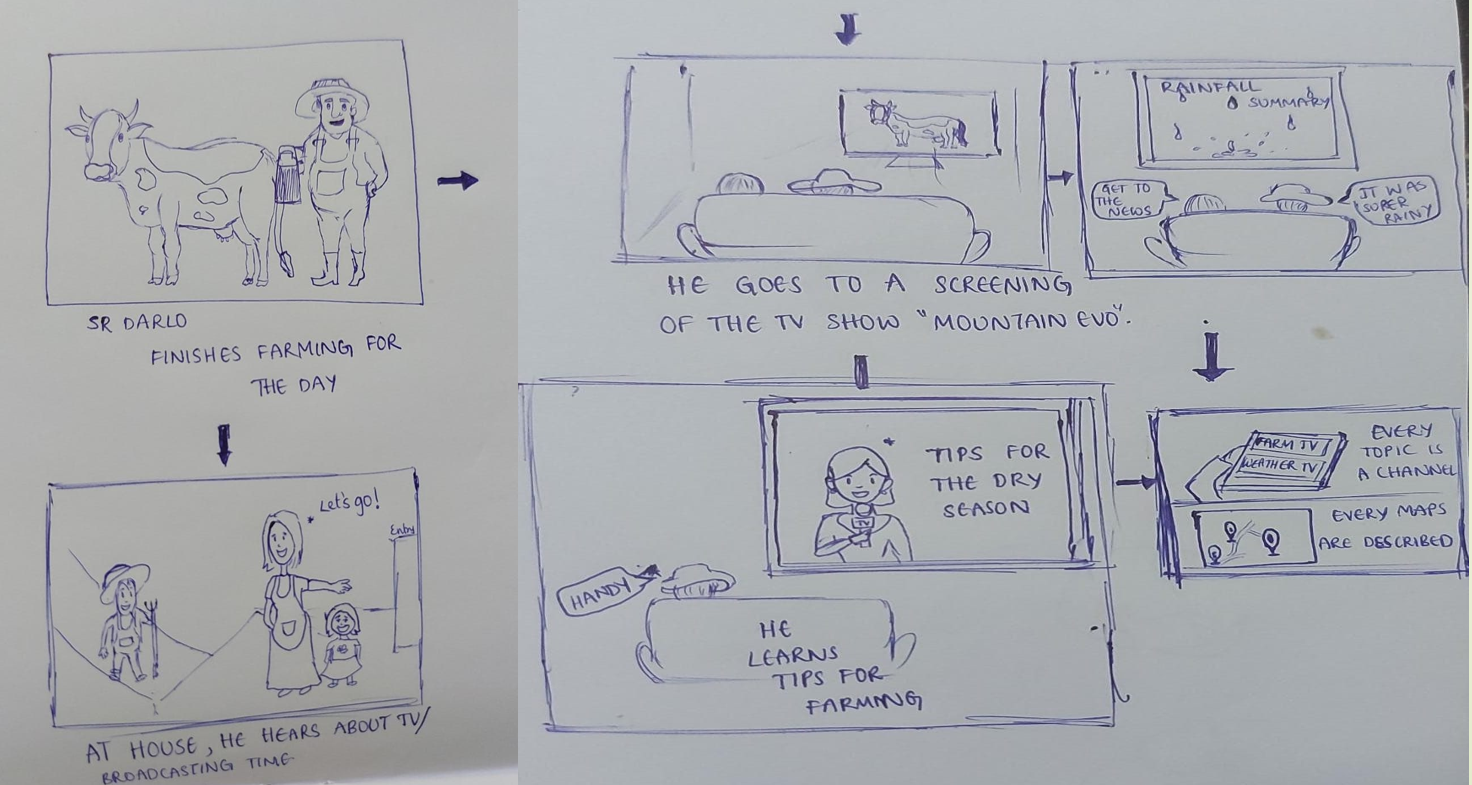 SR DARLO
FINISHES FARMING FOR
THE DAY
Let's go!
Entry
AT HOUSE, HE HEARS ABOUT TV/
BROADCASTING TIME
HE GOES TO A SCREENING
OF THE TV SHOW "MOUNTAIN EVO".
RAINFALL
SUMMARY
GET TO
THE
NEWS
IT WAS
SUPER
RAINY
TIPS FOR
THE DRY
SEASON
TV
HANDY
HE
LEARNS
TIPS FOR
FARMING
FARM TV
WEATHER TV
EVERY
TOPIC IS
A CHANNEL
EVERY MAPS
ARE DESCRIBED